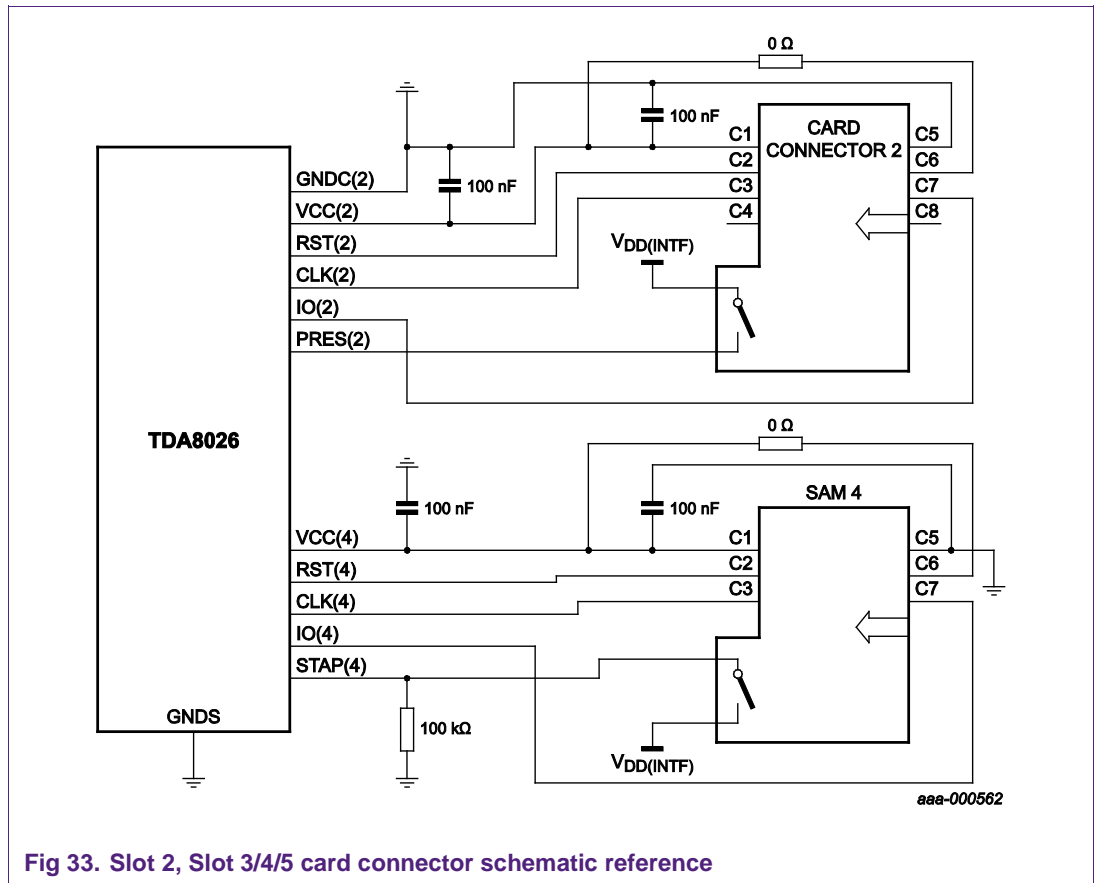 0 Ω
100 nF
CARD
CONNECTOR 2
C1
C2
C3
C4
C5
C6
C7
C8
100 nF
GNDC(2)
VCC(2)
RST(2)
CLK(2)
IO(2)
PRES(2)
VDD(INTF)
TDA8026
0 Ω
100 nF
100 nF
SAM 4
VCC(4)
RST(4)
CLK(4)
IO(4)
STAP(4)
C1
C2
C3
C5
C6
C7
GNDS
100 kΩ
VDD(INTF)
aaa-000562
Fig 33. Slot 2, Slot 3/4/5 card connector schematic reference